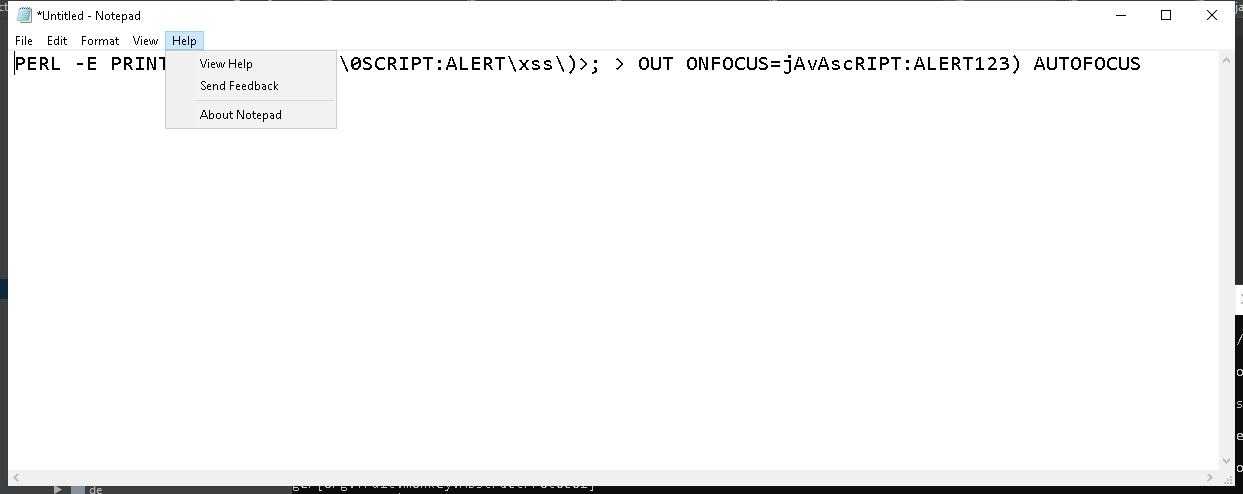 *Untitled - Notepad
File Edit Format View Help
PERL -E PRINT \0SCRIPT:ALERT\xss\)>; > OUT ONFOCUS=jAvAscRIPT:ALERT123) AUTOFOCUS
View Help
Send Feedback
About Notepad
de